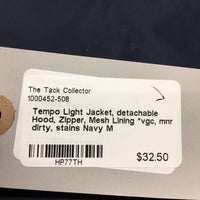 The Tack Collector
1000452-508
Tempo Light Jacket, detachable
Hood, Zipper, Mesh Lining *vgc, mnr
dirty, stains Navy M
$32.50
HP77TH